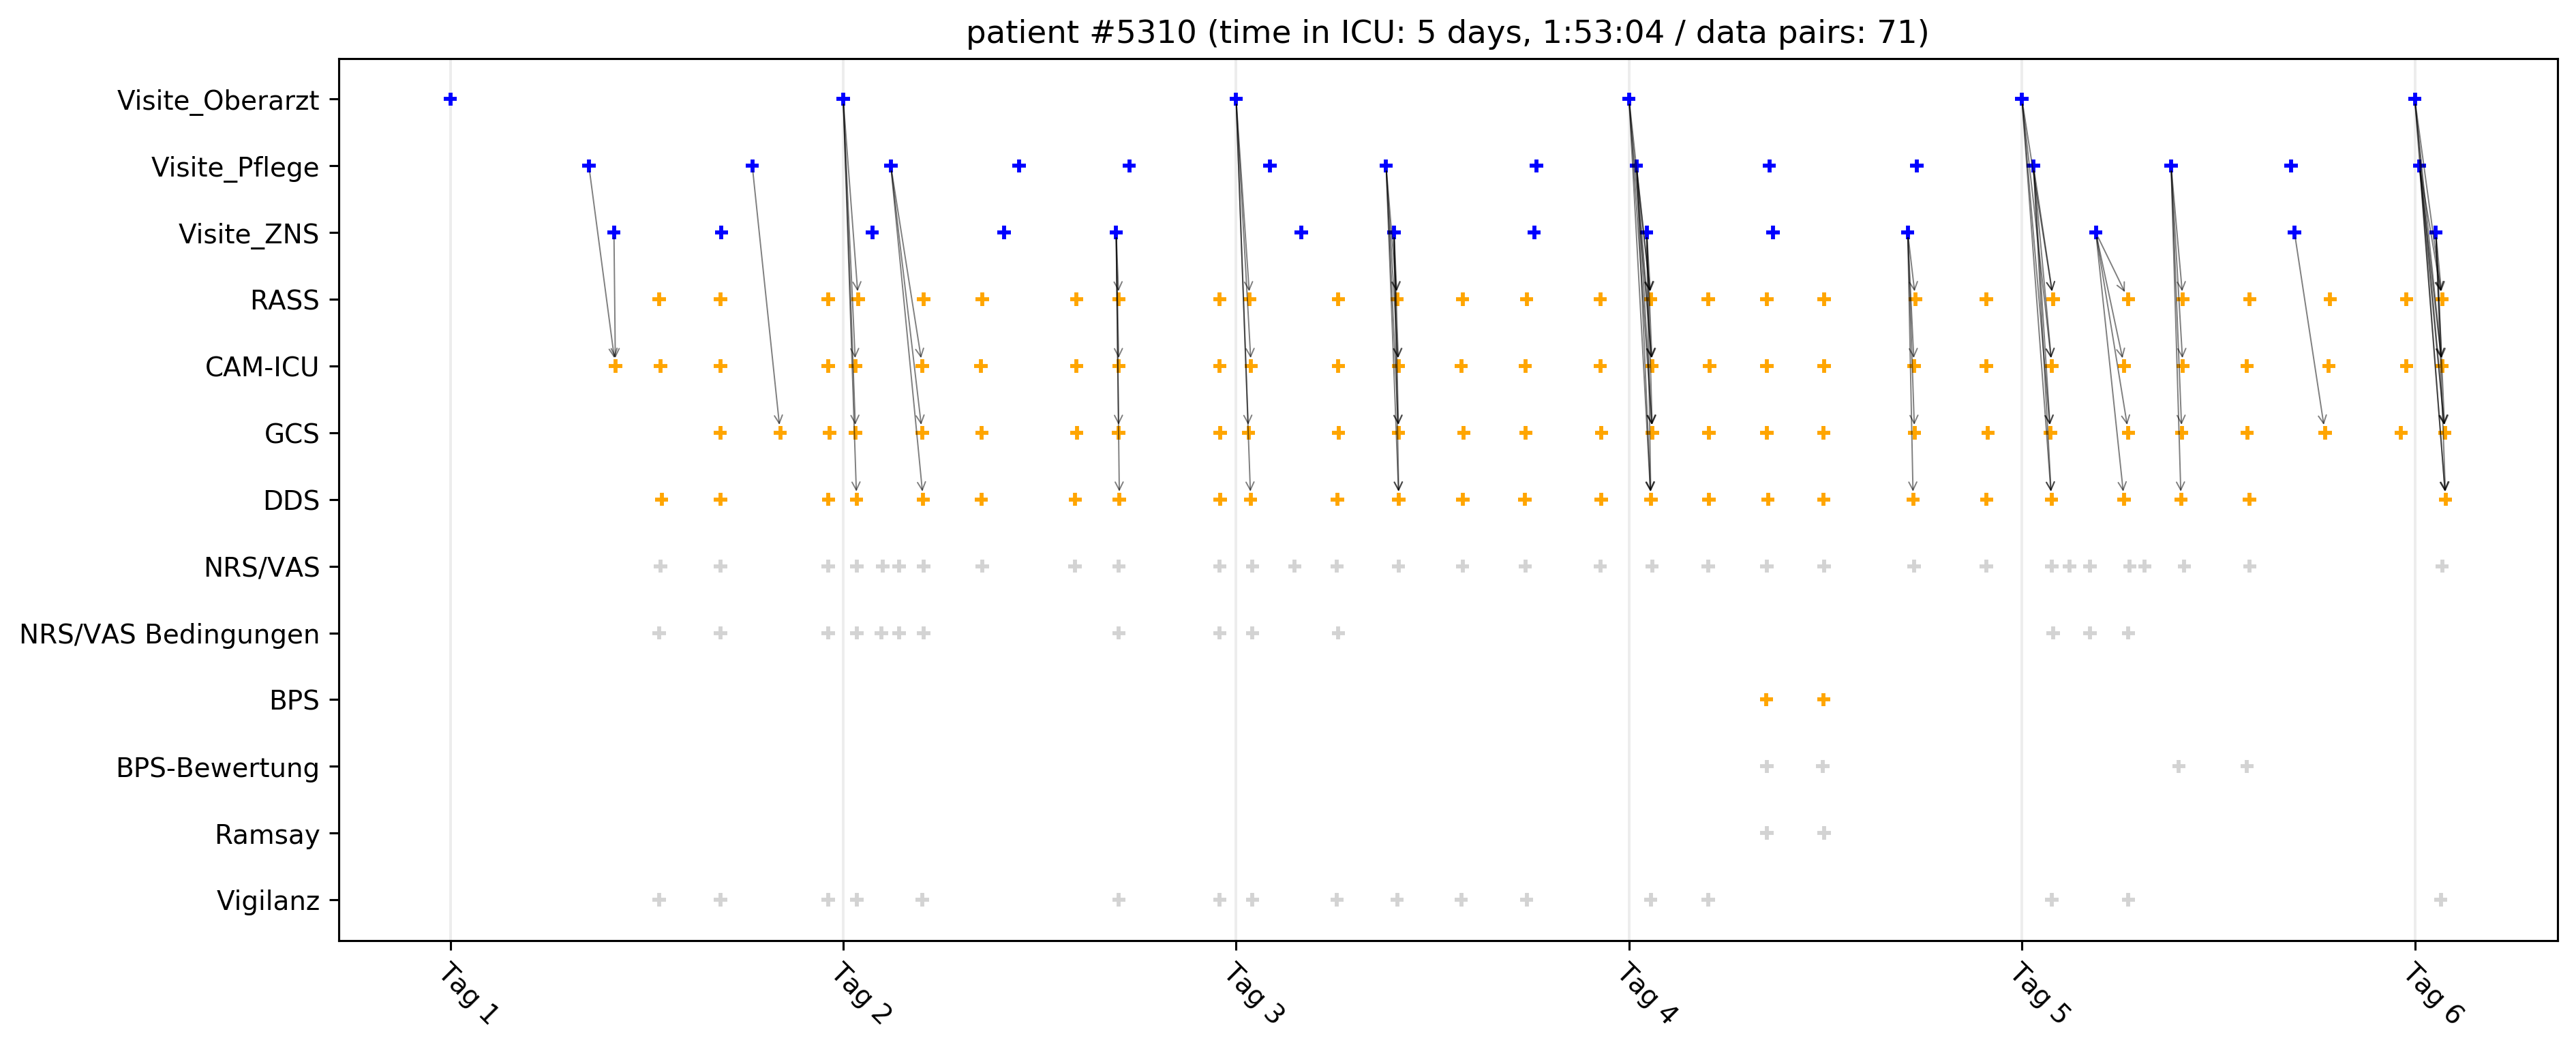 patient #5310 (time in ICU: 5 days, 1:53:04 / data pairs: 71)
Visite_Oberarzt
Visite_Pflege
Visite_ZNS
RASS
CAM-ICU
GCS
DDS
NRS/VAS
NRS/VAS Bedingungen
BPS
BPS-Bewertung
Ramsay
Vigilanz
Tag 1
Tag 2
Tag 3
Tag 4
Tag 5
Tag 6